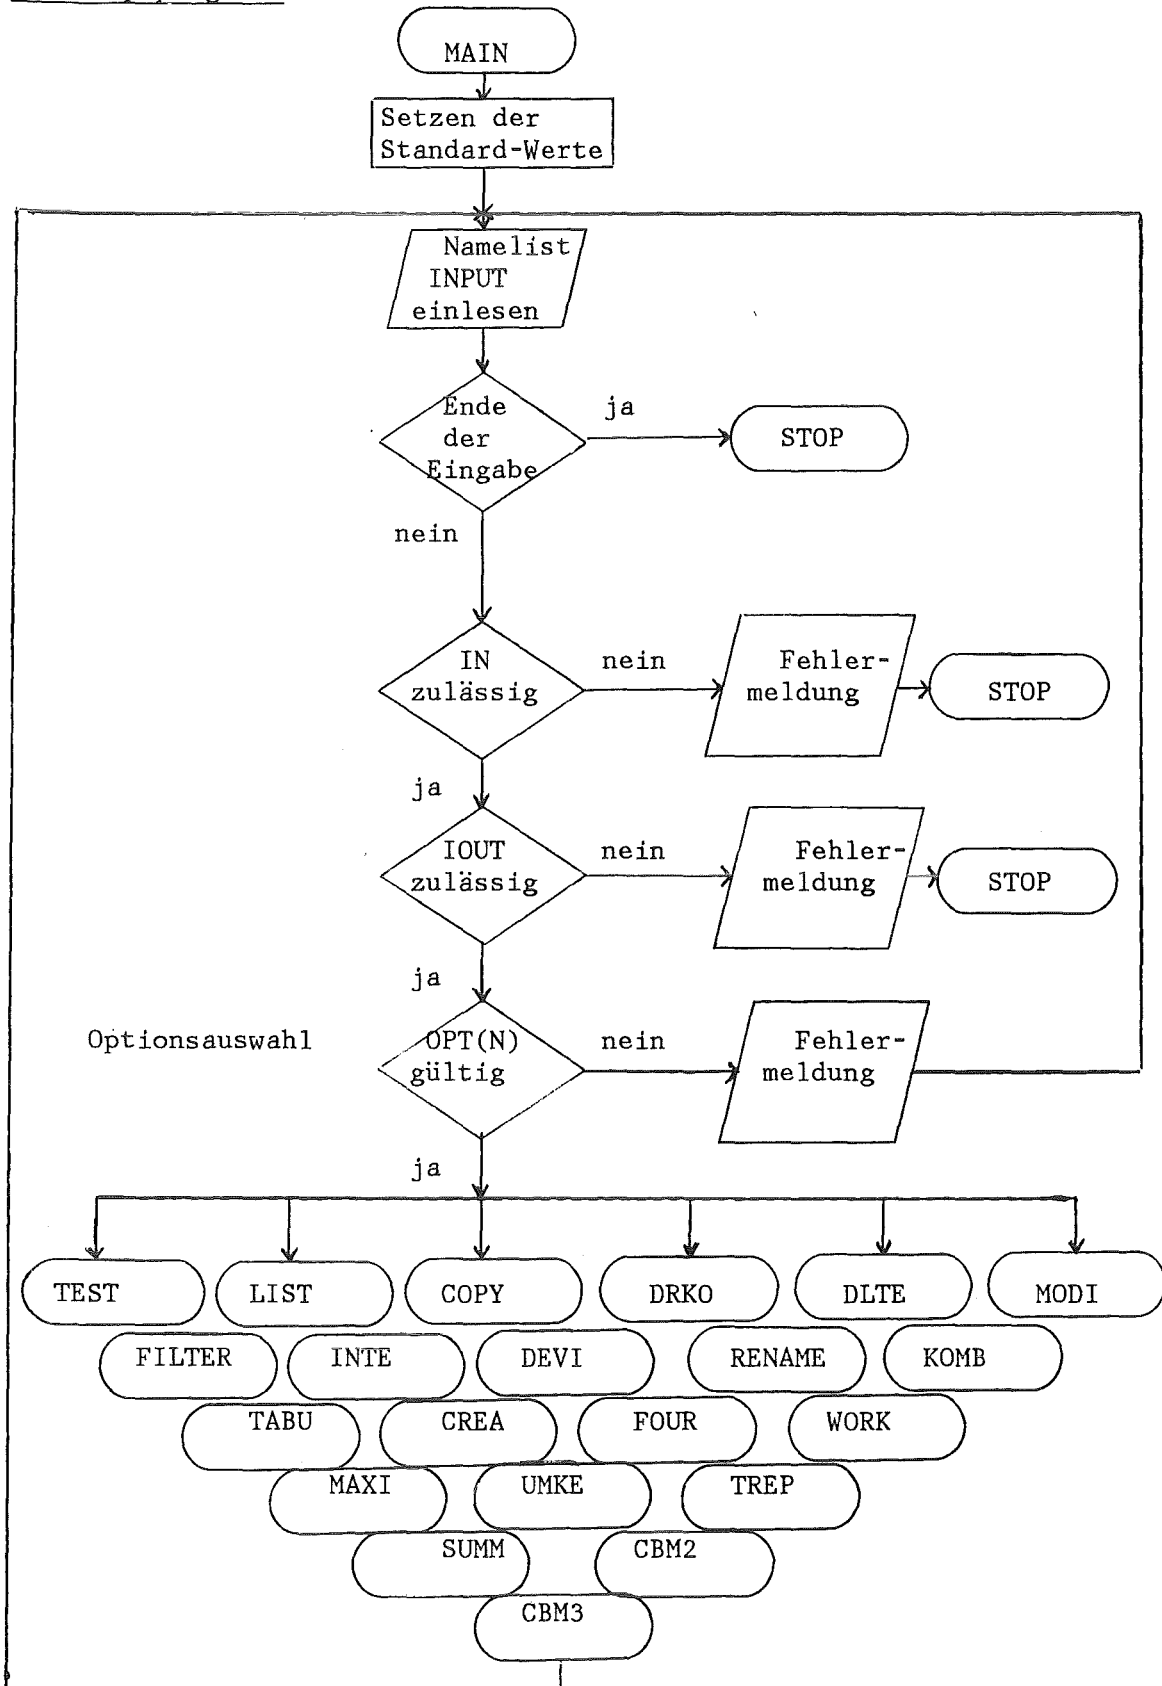 MAIN
Setzen der
Standard-Werte
Namelist
INPUT
einlesen
Ende
der
Eingabe
ja
STOP
nein
IN
zulässig
nein
Fehler-
meldung
STOP
ja
IOUT
zulässig
nein
Fehler-
meldung
STOP
ja
Optionsauswahl
OPT(N)
gültig
nein
Fehler-
meldung
ja
TEST
LIST
COPY
DRKO
DLTE
MODI
FILTER
INTE
DEVI
RENAME
KOMB
TABU
CREA
FOUR
WORK
MAXI
UMKE
TREP
SUMM
CBM2
CBM3